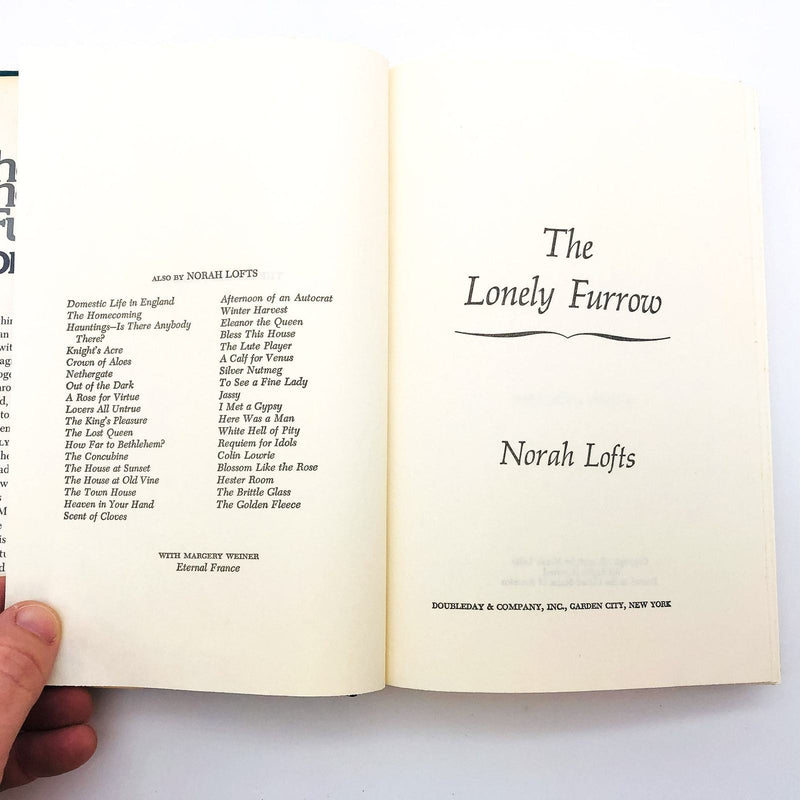 ALSO BY NORAH LOFTS
Domestic Life in England
The Homecoming
Hauntings—Is There Anybody
There?
Knight's Acre
Crown of Aloes
Nethergate
Out of the Dark
A Rose for Virtue
Lovers All Untrue
The King's Pleasure
The Lost Queen
How Far to Bethlehem?
The Concubine
The House at Sunset
The House at Old Vine
The Town House
Heaven in Your Hand
Scent of Cloves
Afternoon of an Autocrat
Winter Harvest
Eleanor the Queen
Bless This House
The Lute Player
A Calf for Venus
Silver Nutmeg
To See a Fine Lady
Jassy
I Met a Gypsy
Here Was a Man
White Hell of Pity
Requiem for Idols
Colin Lowrie
Blossom Like the Rose
Hester Room
The Brittle Glass
The Golden Fleece
WITH MARGERY WEINER
Eternal France
The
Lonely Furrow
Norah Lofts
DOUBLEDAY & COMPANY, INC., GARDEN CITY, NEW YORK